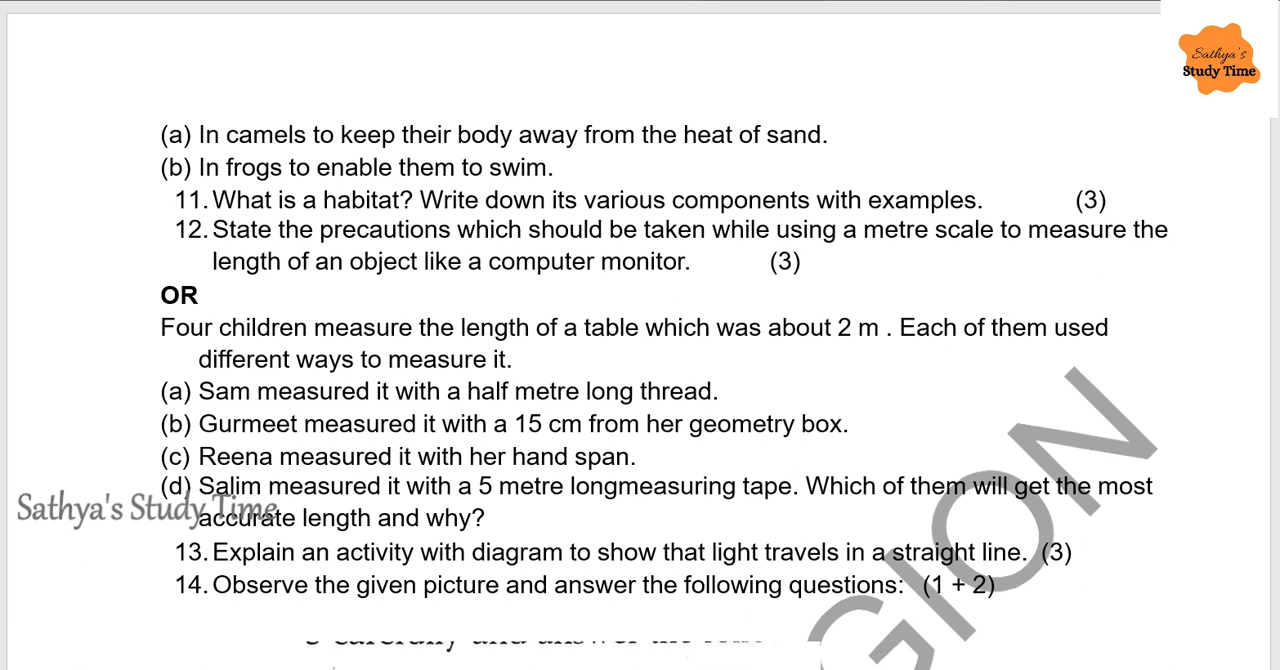 Sathya's
Study Time
(a) In camels to keep their body away from the heat of sand.
(b) In frogs to enable them to swim.
11. What is a habitat? Write down its various components with examples. (3)
12. State the precautions which should be taken while using a metre scale to measure the
length of an object like a computer monitor. (3)
OR
Four children measure the length of a table which was about 2 m . Each of them used
different ways to measure it.
(a) Sam measured it with a half metre long thread.
(b) Gurmeet measured it with a 15 cm from her geometry box.
(c) Reena measured it with her hand span.
(d) Salim measured it with a 5 metre longmeasuring tape. Which of them will get the most
Sathya's Study Time
accurate length and why?
13. Explain an activity with diagram to show that light travels in a straight line. (3)
14. Observe the given picture and answer the following questions: (1 + 2)
GION